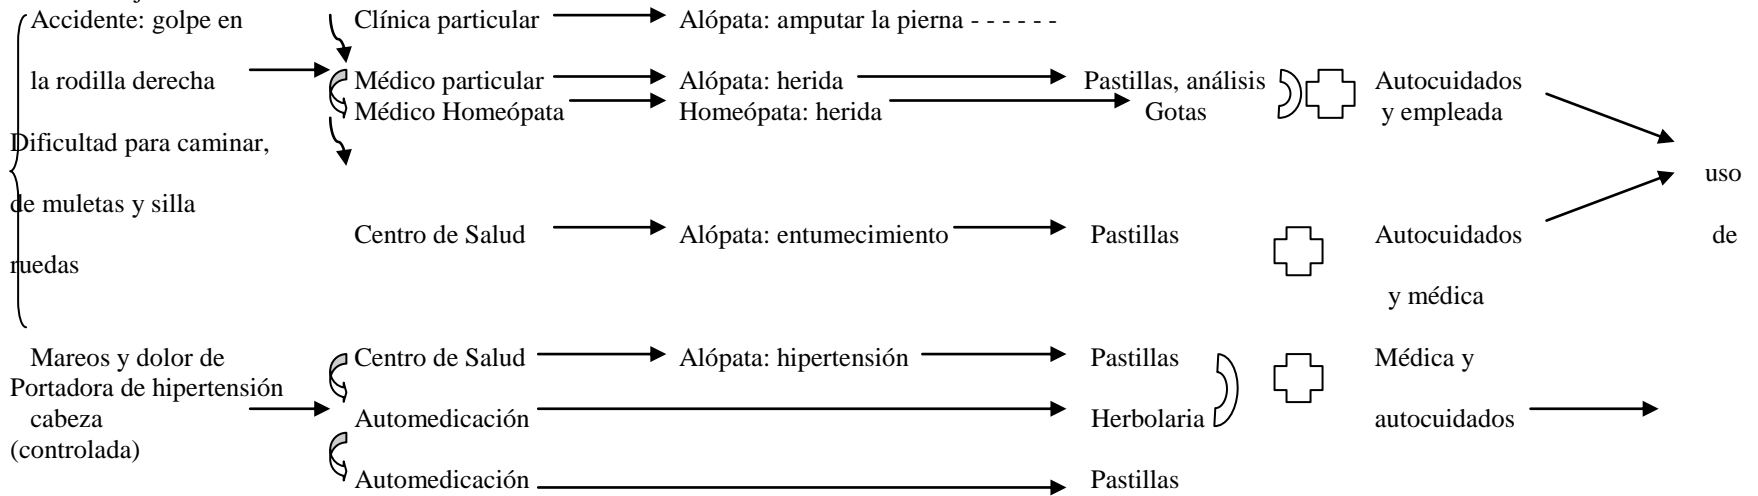 Accidente: golpe en Clínica particular Alópata: amputar la pierna - - - - - -
la rodilla derecha Médico particular Alópata: herida Pastillas, análisis Autocuidados
Médico Homeópata Homeópata: herida Gotas y empleada
Dificultad para caminar,
uso
de muletas y silla
Centro de Salud Alópata: entumecimiento Pastillas Autocuidados de
ruedas
y médica
Mareos y dolor de Centro de Salud Alópata: hipertensión Pastillas Médica y
Portadora de hipertensión
cabeza Automedicación Herbolaria autocuidados
(controlada)
Automedicación Pastillas